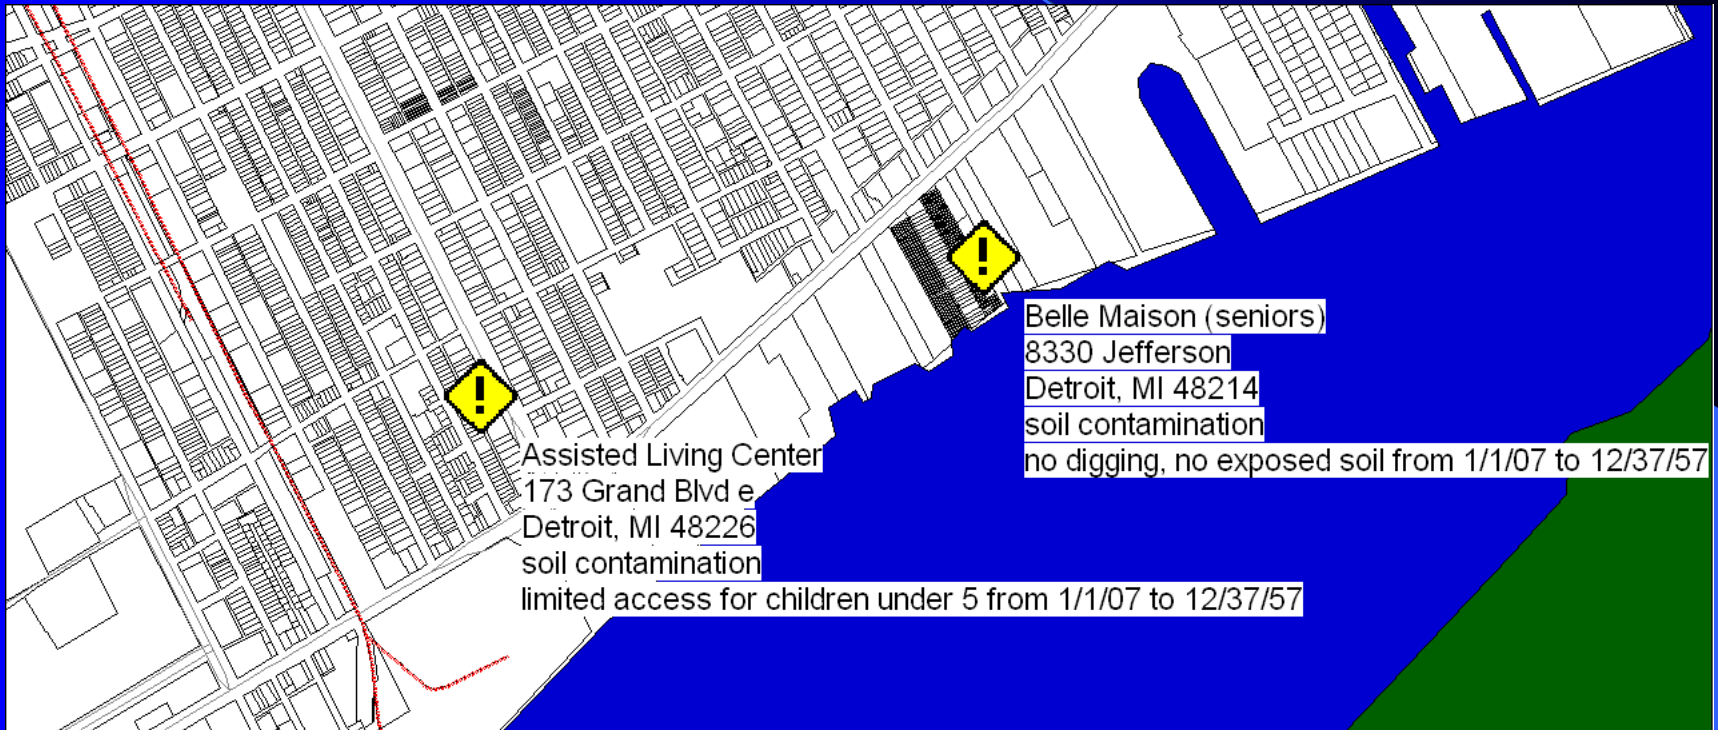 Belle Maison (seniors)
8330 Jefferson
Detroit, MI 48214
soil contamination
no digging, no exposed soil from 1/1/07 to 12/37/57
Assisted Living Center
173 Grand Blvd e
Detroit, MI 48226
soil contamination
limited access for children under 5 from 1/1/07 to 12/37/57